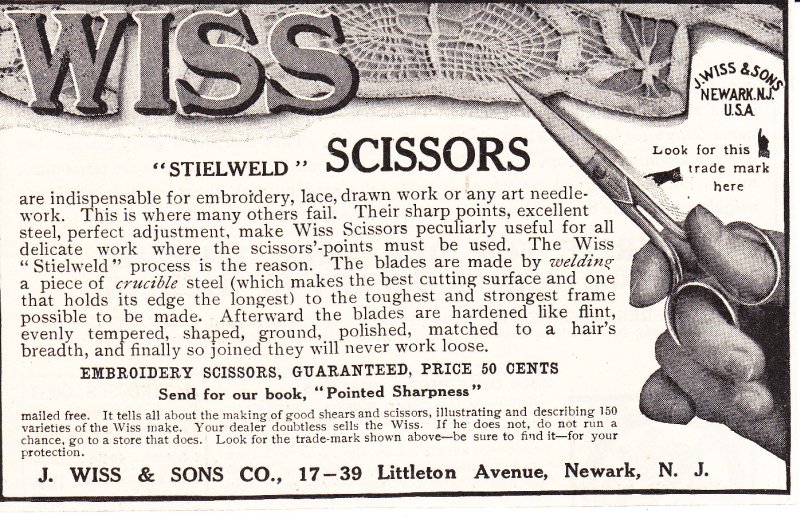 WISS
J. WISS & SONS
NEWARK. N.J.
U.S.A.
Look for this
trade mark
here
"STIELWELD" SCISSORS
are indispensable for embroidery, lace, drawn work or any art needle-
work. This is where many others fail. Their sharp points, excellent
steel, perfect adjustment, make Wiss Scissors peculiarly useful for all
delicate work where the scissors'-points must be used. The Wiss
"Stielweld" process is the reason. The blades are made by welding
a piece of crucible steel (which makes the best cutting surface and one
that holds its edge the longest) to the toughest and strongest frame
possible to be made. Afterward the blades are hardened like flint,
evenly tempered, shaped, ground, polished, matched to a hair's
breadth, and finally so joined they will never work loose.
EMBROIDERY SCISSORS, GUARANTEED, PRICE 50 CENTS
Send for our book, "Pointed Sharpness"
mailed free. It tells all about the making of good shears and scissors, illustrating and describing 150
varieties of the Wiss make. Your dealer doubtless sells the Wiss. If he does not, do not run a
chance, go to a store that does. Look for the trade-mark shown above—be sure to find it—for your
protection.
J. WISS & SONS CO., 17–39 Littleton Avenue, Newark, N. J.